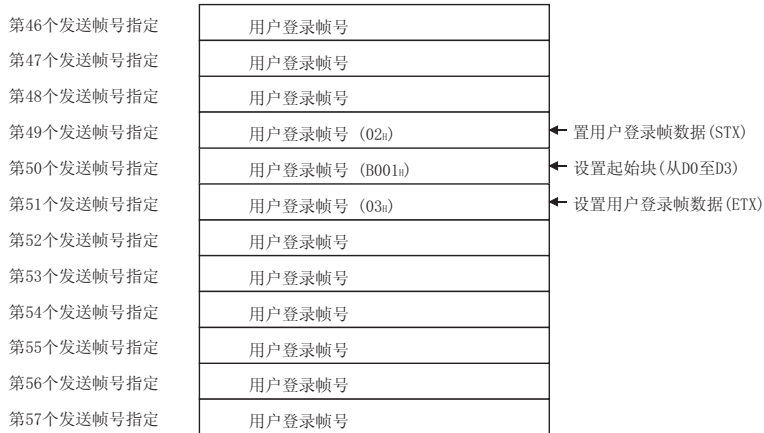 第46个发送帧号指定 用户登录帧号
第47个发送帧号指定 用户登录帧号
第48个发送帧号指定 用户登录帧号
第49个发送帧号指定 用户登录帧号 (02H) 置用户登录帧数据(STX)
第50个发送帧号指定 用户登录帧号 (B001H) 设置起始块(从D0至D3)
第51个发送帧号指定 用户登录帧号 (03H) 设置用户登录帧数据(ETX)
第52个发送帧号指定 用户登录帧号
第53个发送帧号指定 用户登录帧号
第54个发送帧号指定 用户登录帧号
第55个发送帧号指定 用户登录帧号
第56个发送帧号指定 用户登录帧号
第57个发送帧号指定 用户登录帧号